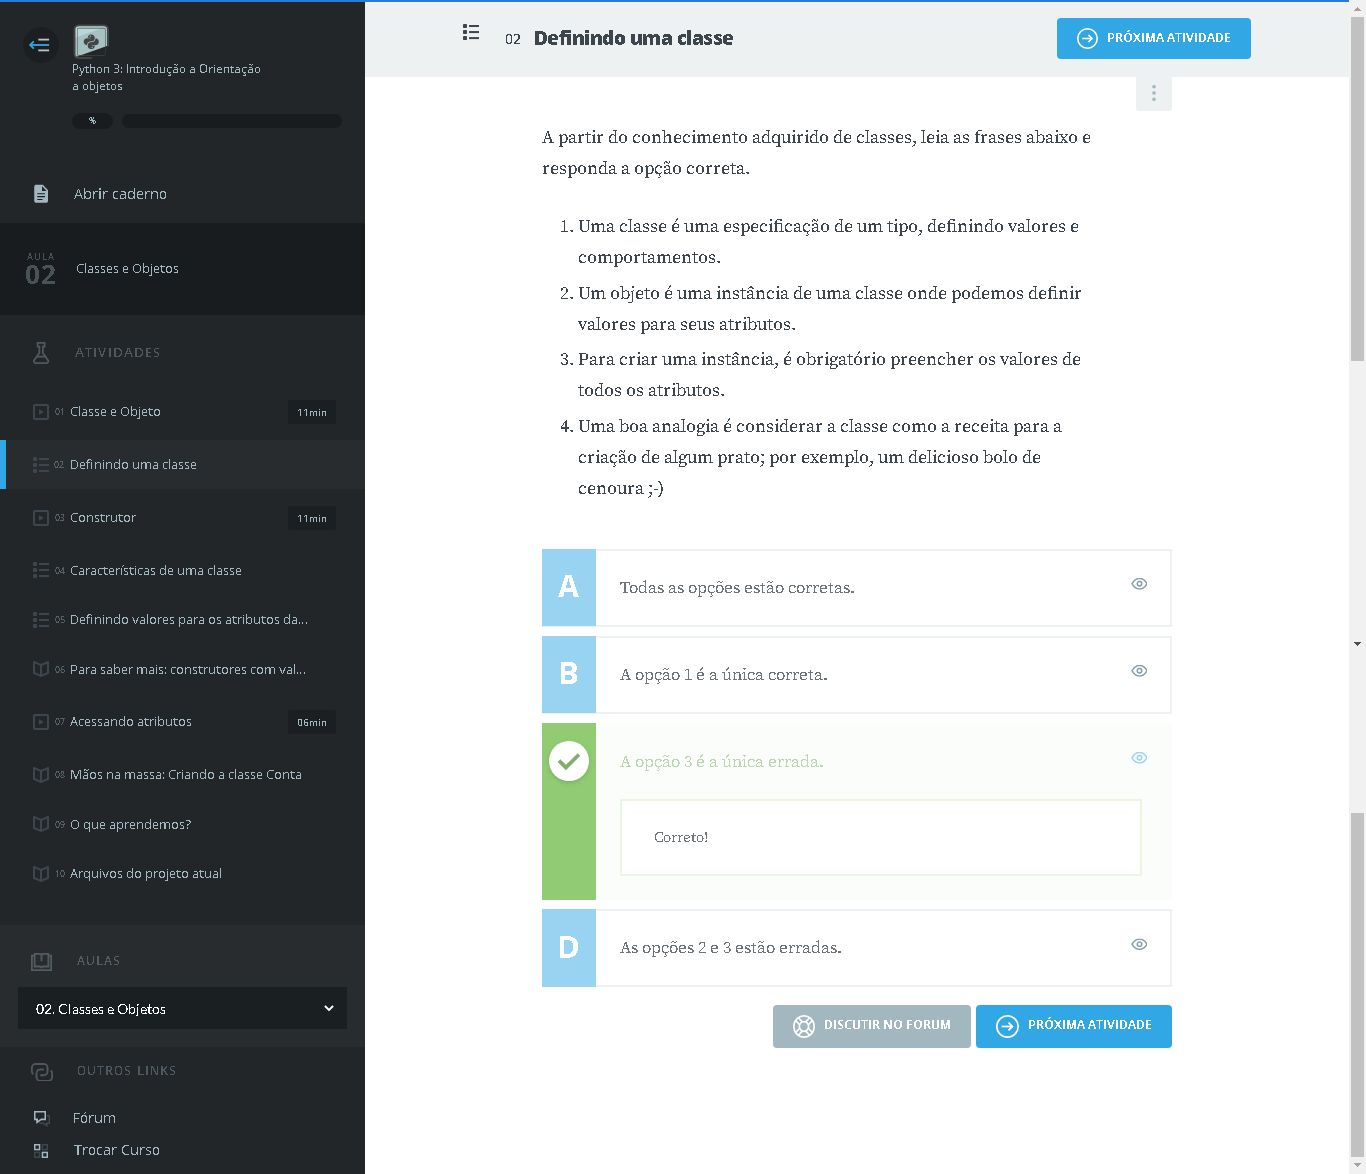 Python 3: Introdução a Orientação
a objetos
%
Abrir caderno
AULA
02
Classes e Objetos
ATIVIDADES
01 Classe e Objeto 11min
02 Definindo uma classe
03 Construtor 11min
04 Características de uma classe
05 Definindo valores para os atributos da...
06 Para saber mais: construtores com val...
07 Acessando atributos 06min
08 Mãos na massa: Criando a classe Conta
09 O que aprendemos?
10 Arquivos do projeto atual
AULAS
02. Classes e Objetos
OUTROS LINKS
Fórum
Trocar Curso
02 Definindo uma classe
PRÓXIMA ATIVIDADE
A partir do conhecimento adquirido de classes, leia as frases abaixo e
responda a opção correta.
1. Uma classe é uma especificação de um tipo, definindo valores e
comportamentos.
2. Um objeto é uma instância de uma classe onde podemos definir
valores para seus atributos.
3. Para criar uma instância, é obrigatório preencher os valores de
todos os atributos.
4. Uma boa analogia é considerar a classe como a receita para a
criação de algum prato; por exemplo, um delicioso bolo de
cenoura ;-)
A Todas as opções estão corretas.
B A opção 1 é a única correta.
A opção 3 é a única errada.
Correto!
D As opções 2 e 3 estão erradas.
DISCUTIR NO FORUM
PRÓXIMA ATIVIDADE